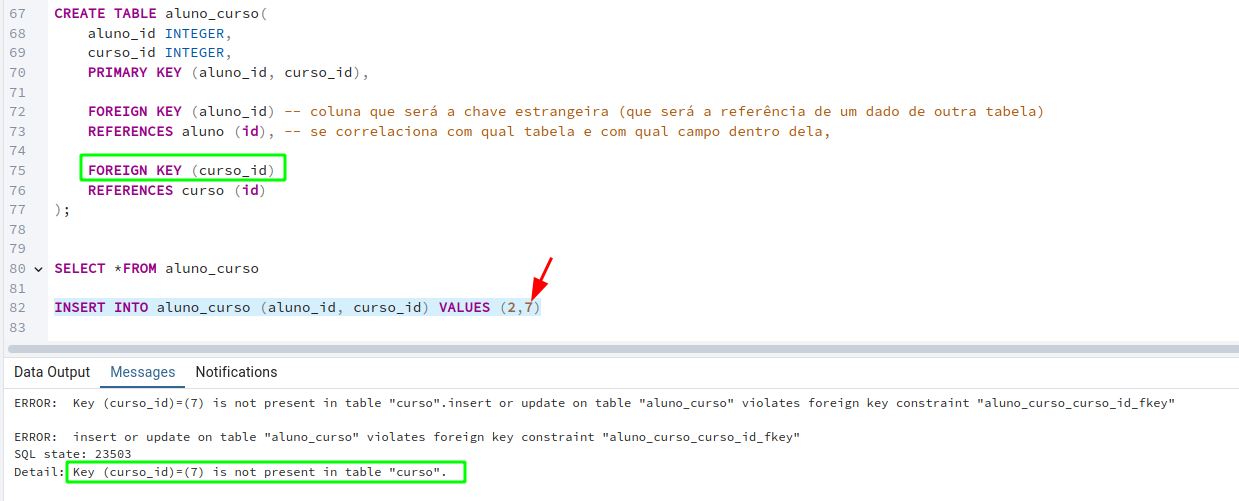 67 CREATE TABLE aluno_curso(
68 aluno_id INTEGER,
69 curso_id INTEGER,
70 PRIMARY KEY (aluno_id, curso_id),
71
72 FOREIGN KEY (aluno_id) -- coluna que será a chave estrangeira (que será a referência de um dado de outra tabela)
73 REFERENCES aluno (id), -- se correlaciona com qual tabela e com qual campo dentro dela,
74
75 FOREIGN KEY (curso_id)
76 REFERENCES curso (id)
77 );
78
79
80 SELECT *FROM aluno_curso
81
82 INSERT INTO aluno_curso (aluno_id, curso_id) VALUES (2,7)
83
Data Output Messages Notifications
ERROR:  Key (curso_id)=(7) is not present in table "curso".insert or update on table "aluno_curso" violates foreign key constraint "aluno_curso_curso_id_fkey"
ERROR:  insert or update on table "aluno_curso" violates foreign key constraint "aluno_curso_curso_id_fkey"
SQL state: 23503
Detail: Key (curso_id)=(7) is not present in table "curso".